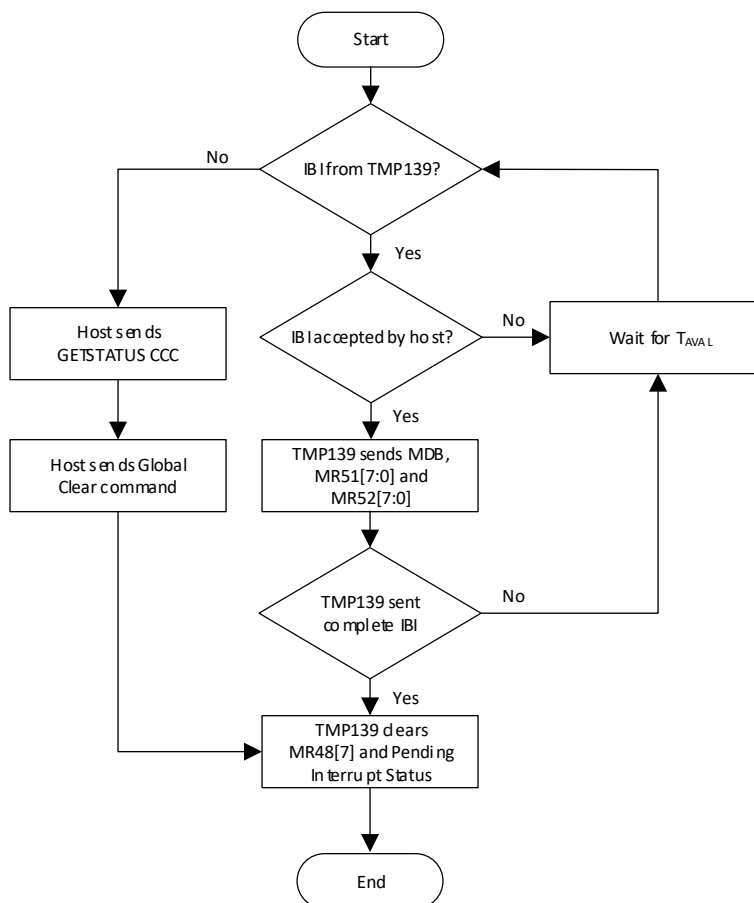 Start
IBI from TMP139?
No
Yes
Host sends
GETSTATUS CCC
IBI accepted by host?
No
Wait for TAVAL
Yes
Host sends Global
Clear command
TMP139 sends MDB,
MR51[7:0] and
MR52[7:0]
TMP139 sent
complete IBI
No
Yes
TMP139 clears
MR48[7] and Pending
Interrupt Status
End